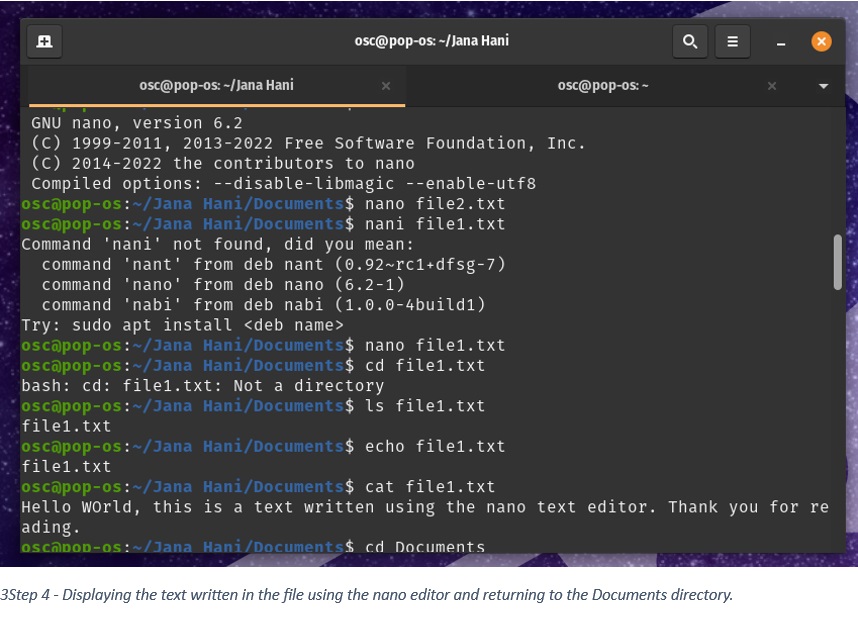 osc@pop-os: ~/Jana Hani
osc@pop-os: ~/Jana Hani
osc@pop-os: ~
GNU nano, version 6.2
(C) 1999-2011, 2013-2022 Free Software Foundation, Inc.
(C) 2014-2022 the contributors to nano
Compiled options: --disable-libmagic --enable-utf8
osc@pop-os:~/Jana Hani/Documents$ nano file2.txt
osc@pop-os:~/Jana Hani/Documents$ nani file1.txt
Command 'nani' not found, did you mean:
command 'nant' from deb nant (0.92~rc1+dfsg-7)
command 'nano' from deb nano (6.2-1)
command 'nabi' from deb nabi (1.0.0-4build1)
Try: sudo apt install <deb name>
osc@pop-os:~/Jana Hani/Documents$ nano file1.txt
osc@pop-os:~/Jana Hani/Documents$ cd file1.txt
bash: cd: file1.txt: Not a directory
osc@pop-os:~/Jana Hani/Documents$ ls file1.txt
file1.txt
osc@pop-os:~/Jana Hani/Documents$ echo file1.txt
file1.txt
osc@pop-os:~/Jana Hani/Documents$ cat file1.txt
Hello WOrld, this is a text written using the nano text editor. Thank you for re
ading.
osc@pop-os:~/Jana Hani/Documents$ cd Documents
3Step 4 - Displaying the text written in the file using the nano editor and returning to the Documents directory.